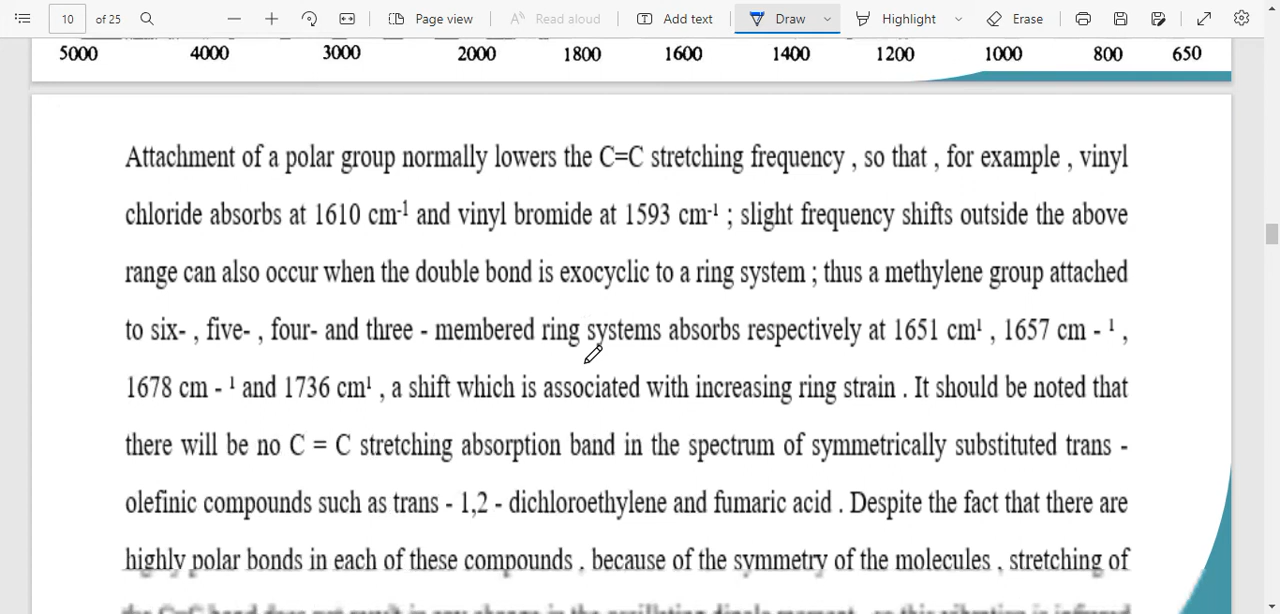 10 of 25 Page view Read aloud Add text Draw Highlight Erase
5000 4000 3000 2000 1800 1600 1400 1200 1000 800 650
Attachment of a polar group normally lowers the C=C stretching frequency , so that , for example , vinyl
chloride absorbs at 1610 cm-1 and vinyl bromide at 1593 cm-1 ; slight frequency shifts outside the above
range can also occur when the double bond is exocyclic to a ring system ; thus a methylene group attached
to six- , five- , four- and three - membered ring systems absorbs respectively at 1651 cm¹ , 1657 cm - ¹ ,
1678 cm - ¹ and 1736 cm¹ , a shift which is associated with increasing ring strain . It should be noted that
there will be no C = C stretching absorption band in the spectrum of symmetrically substituted trans -
olefinic compounds such as trans - 1,2 - dichloroethylene and fumaric acid . Despite the fact that there are
highly polar bonds in each of these compounds , because of the symmetry of the molecules , stretching of